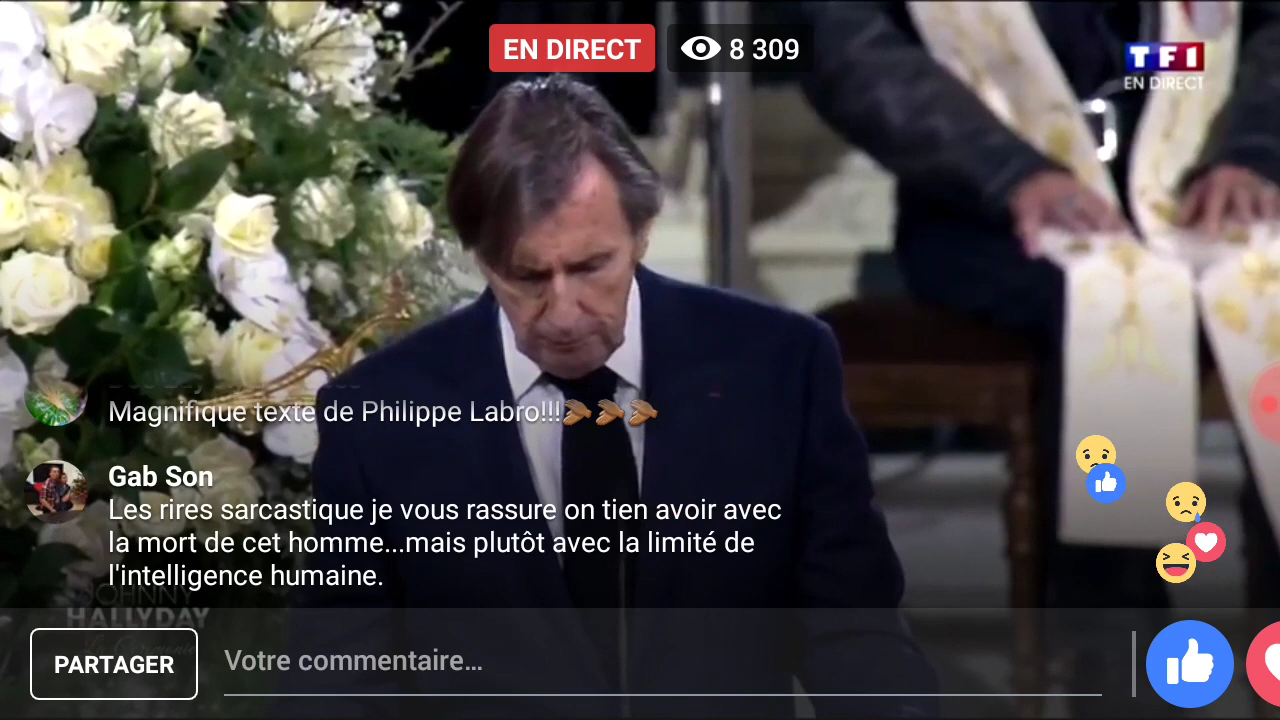 EN DIRECT
8 309
TF1
EN DIRECT
Magnifique texte de Philippe Labro!!!👏🏽👏🏽👏🏽
Gab Son
Les rires sarcastique je vous rassure on tien avoir avec
la mort de cet homme...mais plutôt avec la limité de
l'intelligence humaine.
JOHNNY
HALLYDAY
PARTAGER
Votre commentaire...